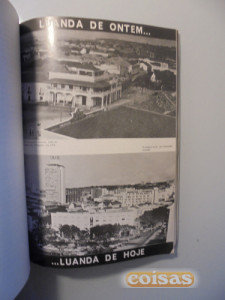 LUANDA DE ONTEM...
...LUANDA DE HOJE
coisas